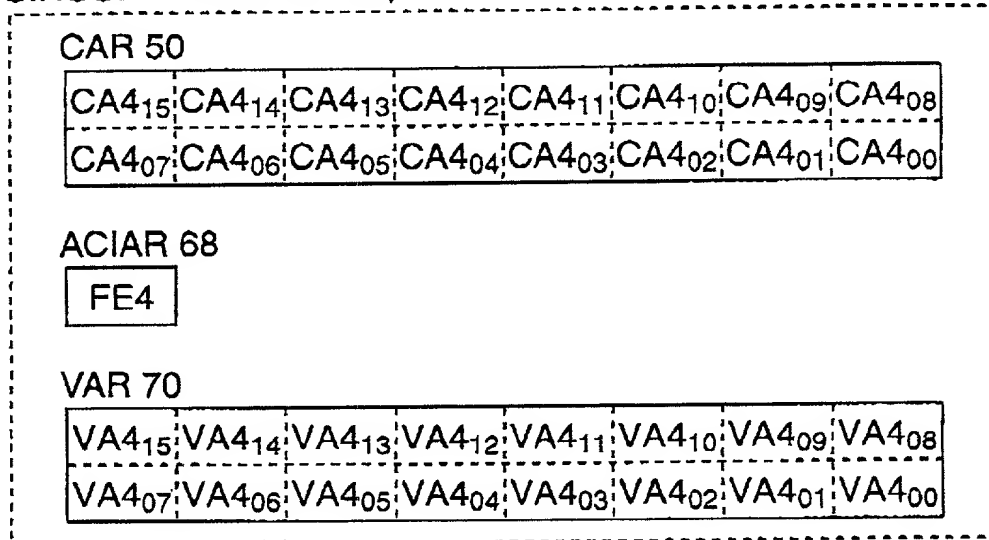 CAR 50
CA4₁₅ CA4₁₄ CA4₁₃ CA4₁₂ CA4₁₁ CA4₁₀ CA4₀₉ CA4₀₈
CA4₀₇ CA4₀₆ CA4₀₅ CA4₀₄ CA4₀₃ CA4₀₂ CA4₀₁ CA4₀₀
ACIAR 68
FE4
VAR 70
VA4₁₅ VA4₁₄ VA4₁₃ VA4₁₂ VA4₁₁ VA4₁₀ VA4₀₉ VA4₀₈
VA4₀₇ VA4₀₆ VA4₀₅ VA4₀₄ VA4₀₃ VA4₀₂ VA4₀₁ VA4₀₀